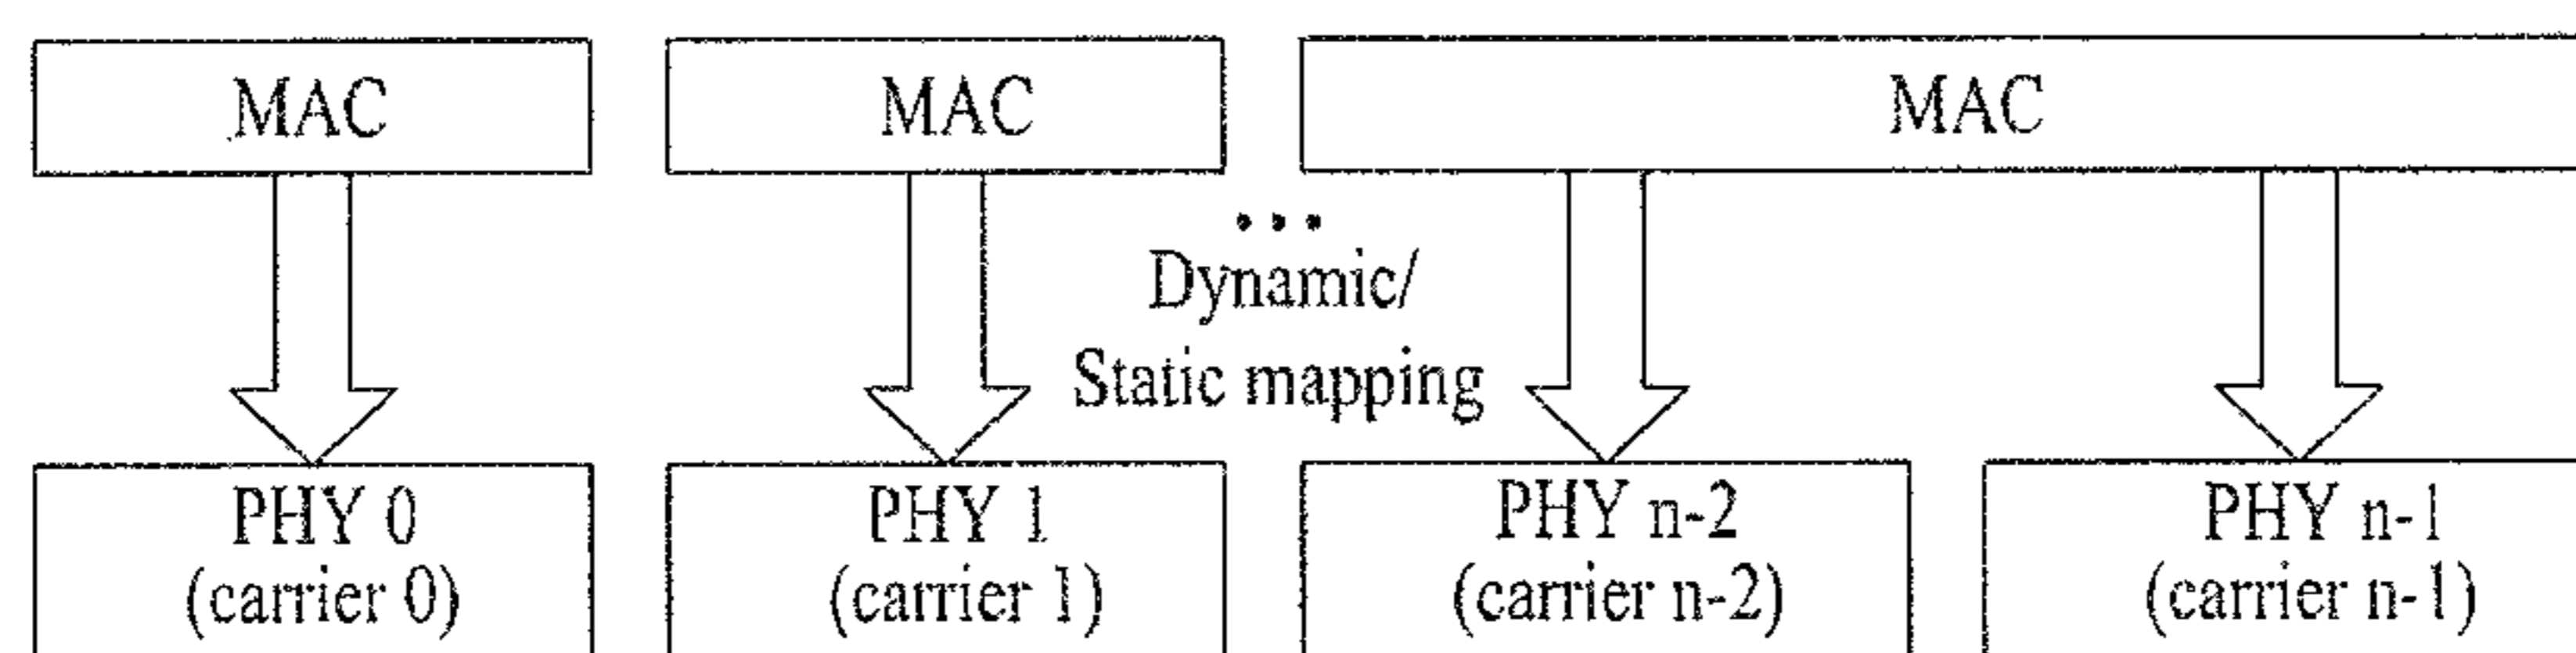 MAC
MAC
MAC
...
Dynamic/
Static mapping
PHY 0
(carrier 0)
PHY 1
(carrier 1)
PHY n-2
(carrier n-2)
PHY n-1
(carrier n-1)